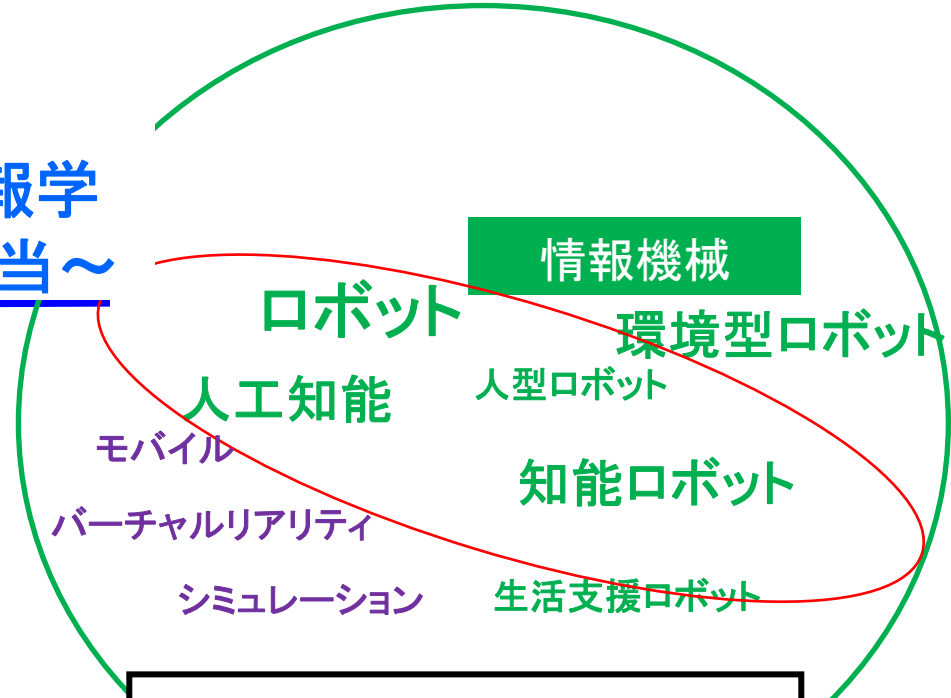 報学
当～
情報機械
ロボット
環境型ロボット
人工知能
人型ロボット
モバイル
知能ロボット
バーチャルリアリティ
シミュレーション
生活支援ロボット